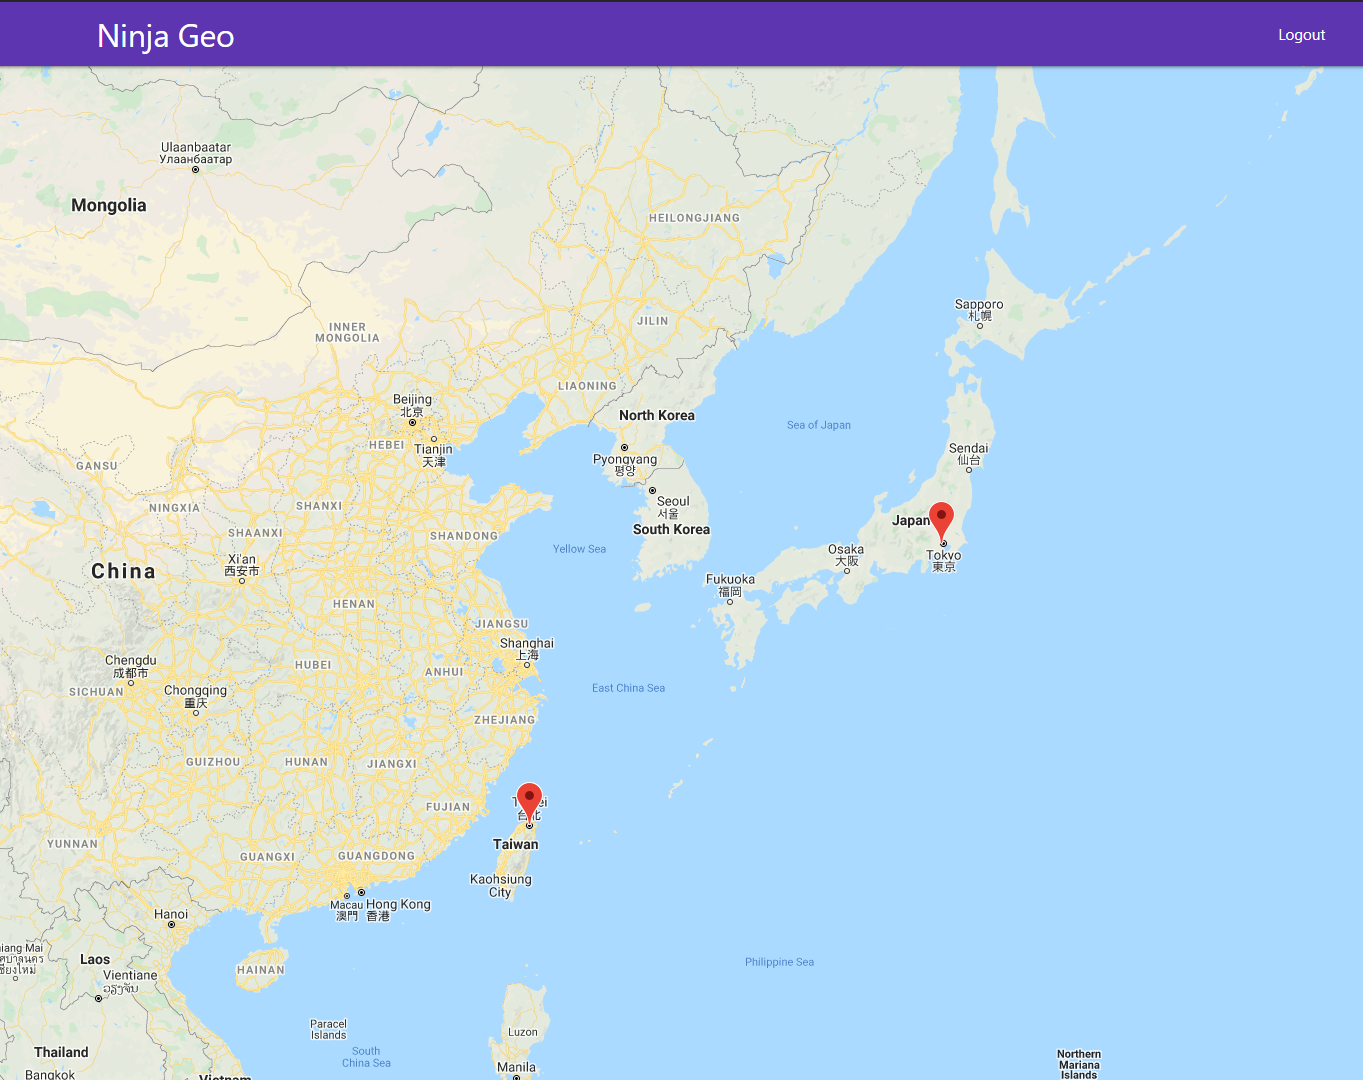 Ninja Geo
Logout
Ulaanbaatar
Улаанбаатар
Mongolia
HEILONGJIANG
Sapporo
札幌
JILIN
INNER
MONGOLIA
LIAONING
Beijing
北京
North Korea
Sea of Japan
HEBEI
Tianjin
天津
Sendai
仙台
Pyongyang
평양
GANSU
Seoul
서울
NINGXIA
SHANXI
Japan
SHAANXI
SHANDONG
South Korea
Yellow Sea
Osaka
大阪
Tokyo
東京
Xi'an
西安市
China
Fukuoka
福岡
HENAN
JIANGSU
Shanghai
上海
Chengdu
成都市
HUBEI
ANHUI
SICHUAN
Chongqing
重庆
East China Sea
ZHEJIANG
GUIZHOU
HUNAN
JIANGXI
FUJIAN
台北
YUNNAN
Taiwan
GUANGXI
GUANGDONG
Kaohsiung
City
Macau
澳門
Hong Kong
香港
Hanoi
iang Mai
Laos
Vientiane
ວຽງຈັນ
HAINAN
Philippine Sea
Paracel
Islands
Luzon
South
China Sea
Thailand
Manila
Northern
Mariana
Islands
Bangkok
Vietnam